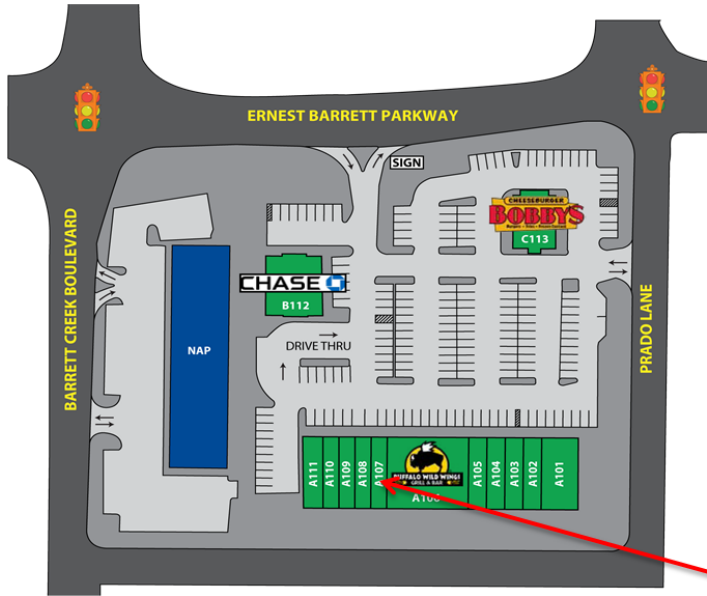 ERNEST BARRETT PARKWAY
SIGN
CHEESEBURGER
BOBBY'S
C113
BARRETT CREEK BOULEVARD
CHASE
B112
NAP
DRIVE THRU
PRADO LANE
A111
A110
A109
A108
A107
BUFFALO WILD WINGS
GRILL & BAR
A106
A105
A104
A103
A102
A101